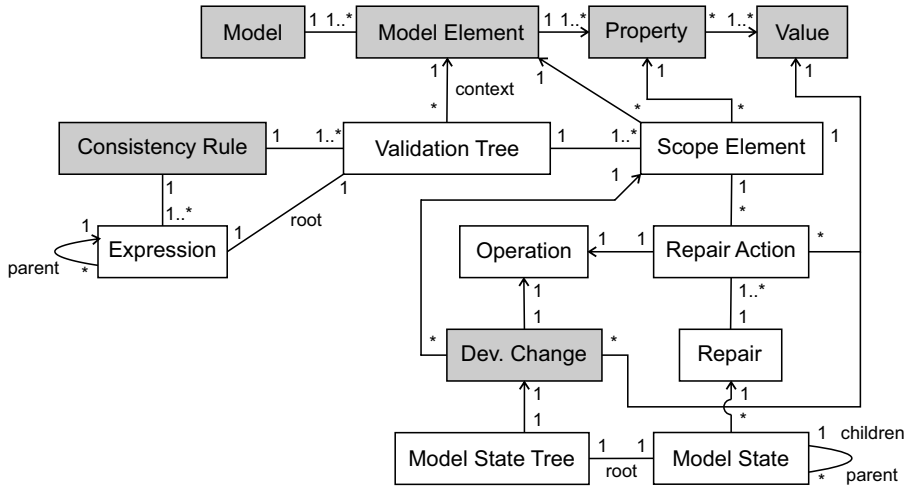 Model
1
1..*
Model Element
1
1..*
Property
*
1..*
Value
1
context
1
1
1
*
*
*
Consistency Rule
1
1..*
Validation Tree
1
1..*
Scope Element
1
1
1
root
1
1
1..*
1
*
1
Expression
1
parent
*
Operation
1
1
Repair Action
*
1
1..*
1
1
*
Dev. Change
*
Repair
1
1
1
*
Model State Tree
1
root
1
Model State
1
children
*
parent